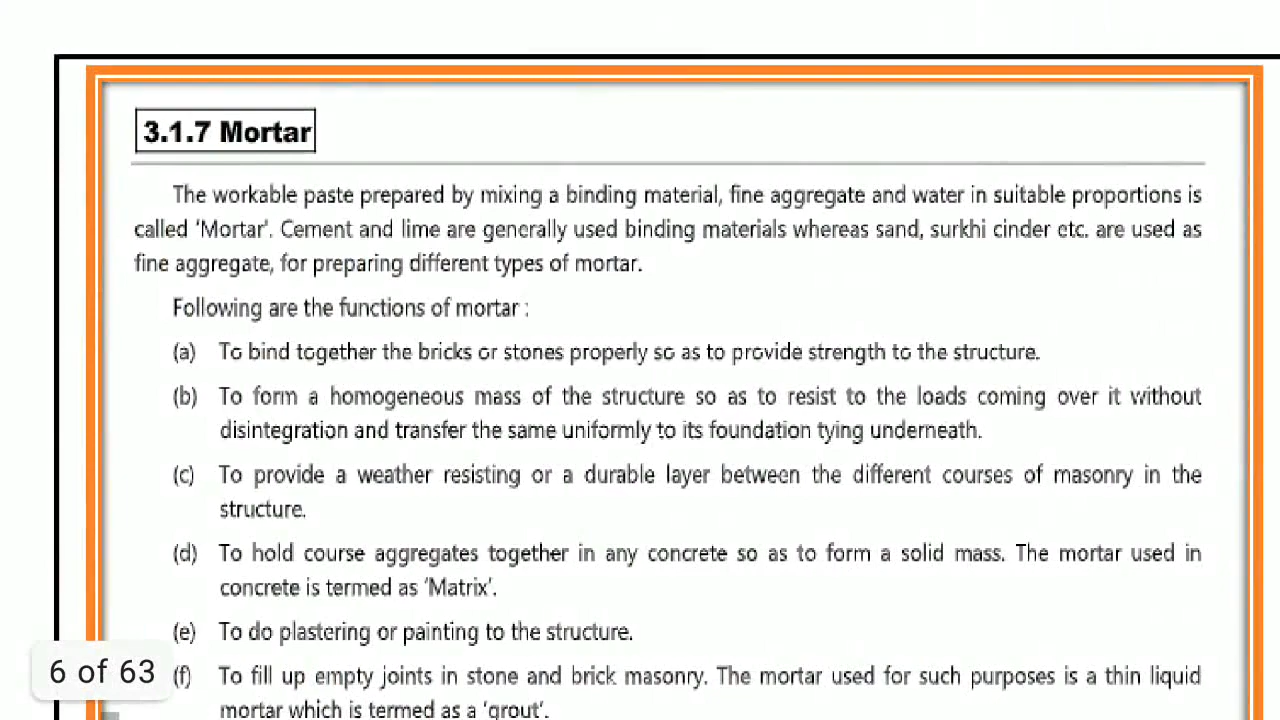 3.1.7 Mortar
The workable paste prepared by mixing a binding material, fine aggregate and water in suitable proportions is
called ‘Mortar’. Cement and lime are generally used binding materials whereas sand, surkhi cinder etc. are used as
fine aggregate, for preparing different types of mortar.
Following are the functions of mortar :
(a) To bind together the bricks or stones properly so as to provide strength to the structure.
(b) To form a homogeneous mass of the structure so as to resist to the loads coming over it without
disintegration and transfer the same uniformly to its foundation tying underneath.
(c) To provide a weather resisting or a durable layer between the different courses of masonry in the
structure.
(d) To hold course aggregates together in any concrete so as to form a solid mass. The mortar used in
concrete is termed as ‘Matrix’.
(e) To do plastering or painting to the structure.
(f) To fill up empty joints in stone and brick masonry. The mortar used for such purposes is a thin liquid
mortar which is termed as a ‘grout’.
6 of 63